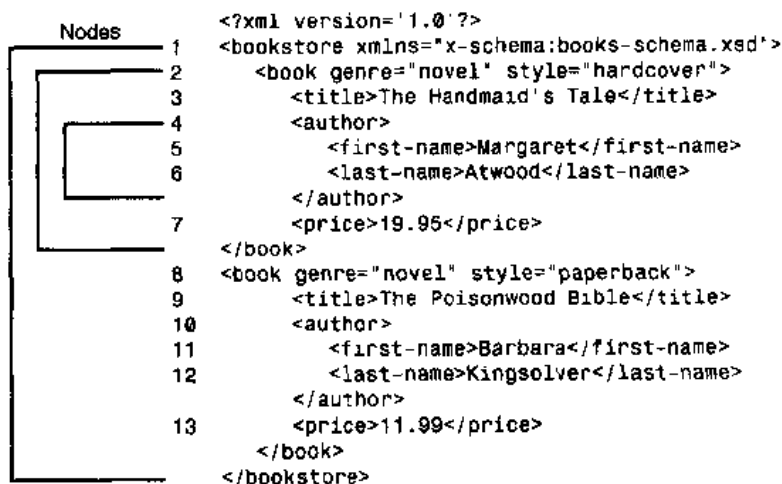 Nodes
<?xml version='1.0'?>
1 <bookstore xmlns="x-schema:books-schema.xsd">
2 <book genre="novel" style="hardcover">
3 <title>The Handmaid's Tale</title>
4 <author>
5 <first-name>Margaret</first-name>
6 <last-name>Atwood</last-name>
</author>
7 <price>19.95</price>
</book>
8 <book genre="novel" style="paperback">
9 <title>The Poisonwood Bible</title>
10 <author>
11 <first-name>Barbara</first-name>
12 <last-name>Kingsolver</last-name>
</author>
13 <price>11.99</price>
</book>
</bookstore>